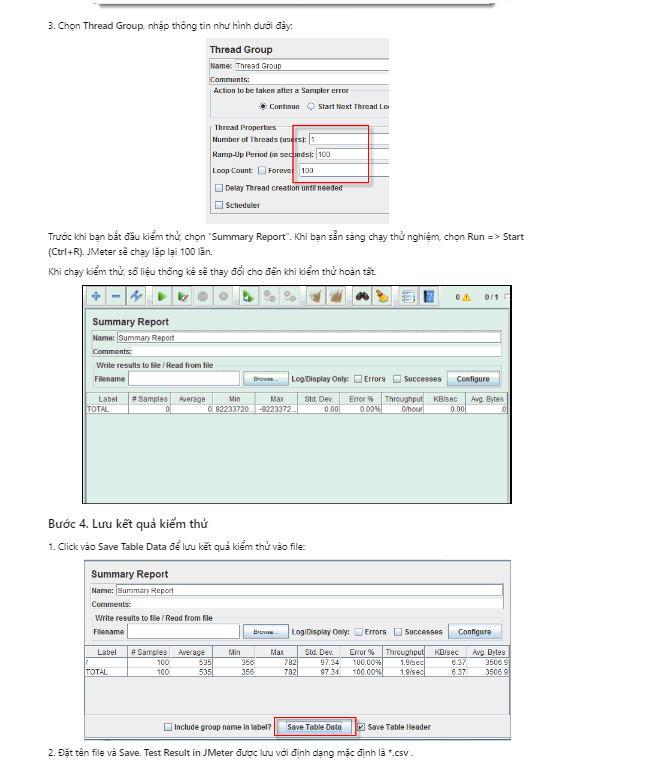 3. Chọn Thread Group, nhập thông tin như hình dưới đây:
Thread Group
Name: Thread Group
Comments:
Action to be taken after a Sampler error
Continue Start Next Thread Lo
Thread Properties
Number of Threads (users): 1
Ramp-Up Period (in seconds): 100
Loop Count: Forever 100
Delay Thread creation until needed
Scheduler
Trước khi bạn bắt đầu kiểm thử, chọn "Summary Report". Khi bạn sẵn sàng chạy thử nghiệm, chọn Run => Start
(Ctrl+R). JMeter sẽ chạy lặp lại 100 lần.
Khi chạy kiểm thử, số liệu thống kê sẽ thay đổi cho đến khi kiểm thử hoàn tất.
0 0/1
Summary Report
Name: Summary Report
Comments:
Write results to file / Read from file
Filename Browse... Log/Display Only: Errors Successes Configure
Label # Samples Average Min Max Std. Dev. Error % Throughput KB/sec Avg. Bytes
TOTAL 0 0 92233720... -9223372... 0.00 0.00% .0/hour 0.00 .0
Bước 4. Lưu kết quả kiểm thử
1. Click vào Save Table Data để lưu kết quả kiểm thử vào file:
Summary Report
Name: Summary Report
Comments:
Write results to file / Read from file
Filename Browse... Log/Display Only: Errors Successes Configure
Label # Samples Average Min Max Std. Dev. Error % Throughput KB/sec Avg. Bytes
/ 100 535 356 782 97.34 100.00% 1.9/sec 6.37 3506.9
TOTAL 100 535 356 782 97.34 100.00% 1.9/sec 6.37 3506.9
Include group name in label? Save Table Data Save Table Header
2. Đặt tên file và Save. Test Result in JMeter được lưu với định dạng mặc định là *.csv .